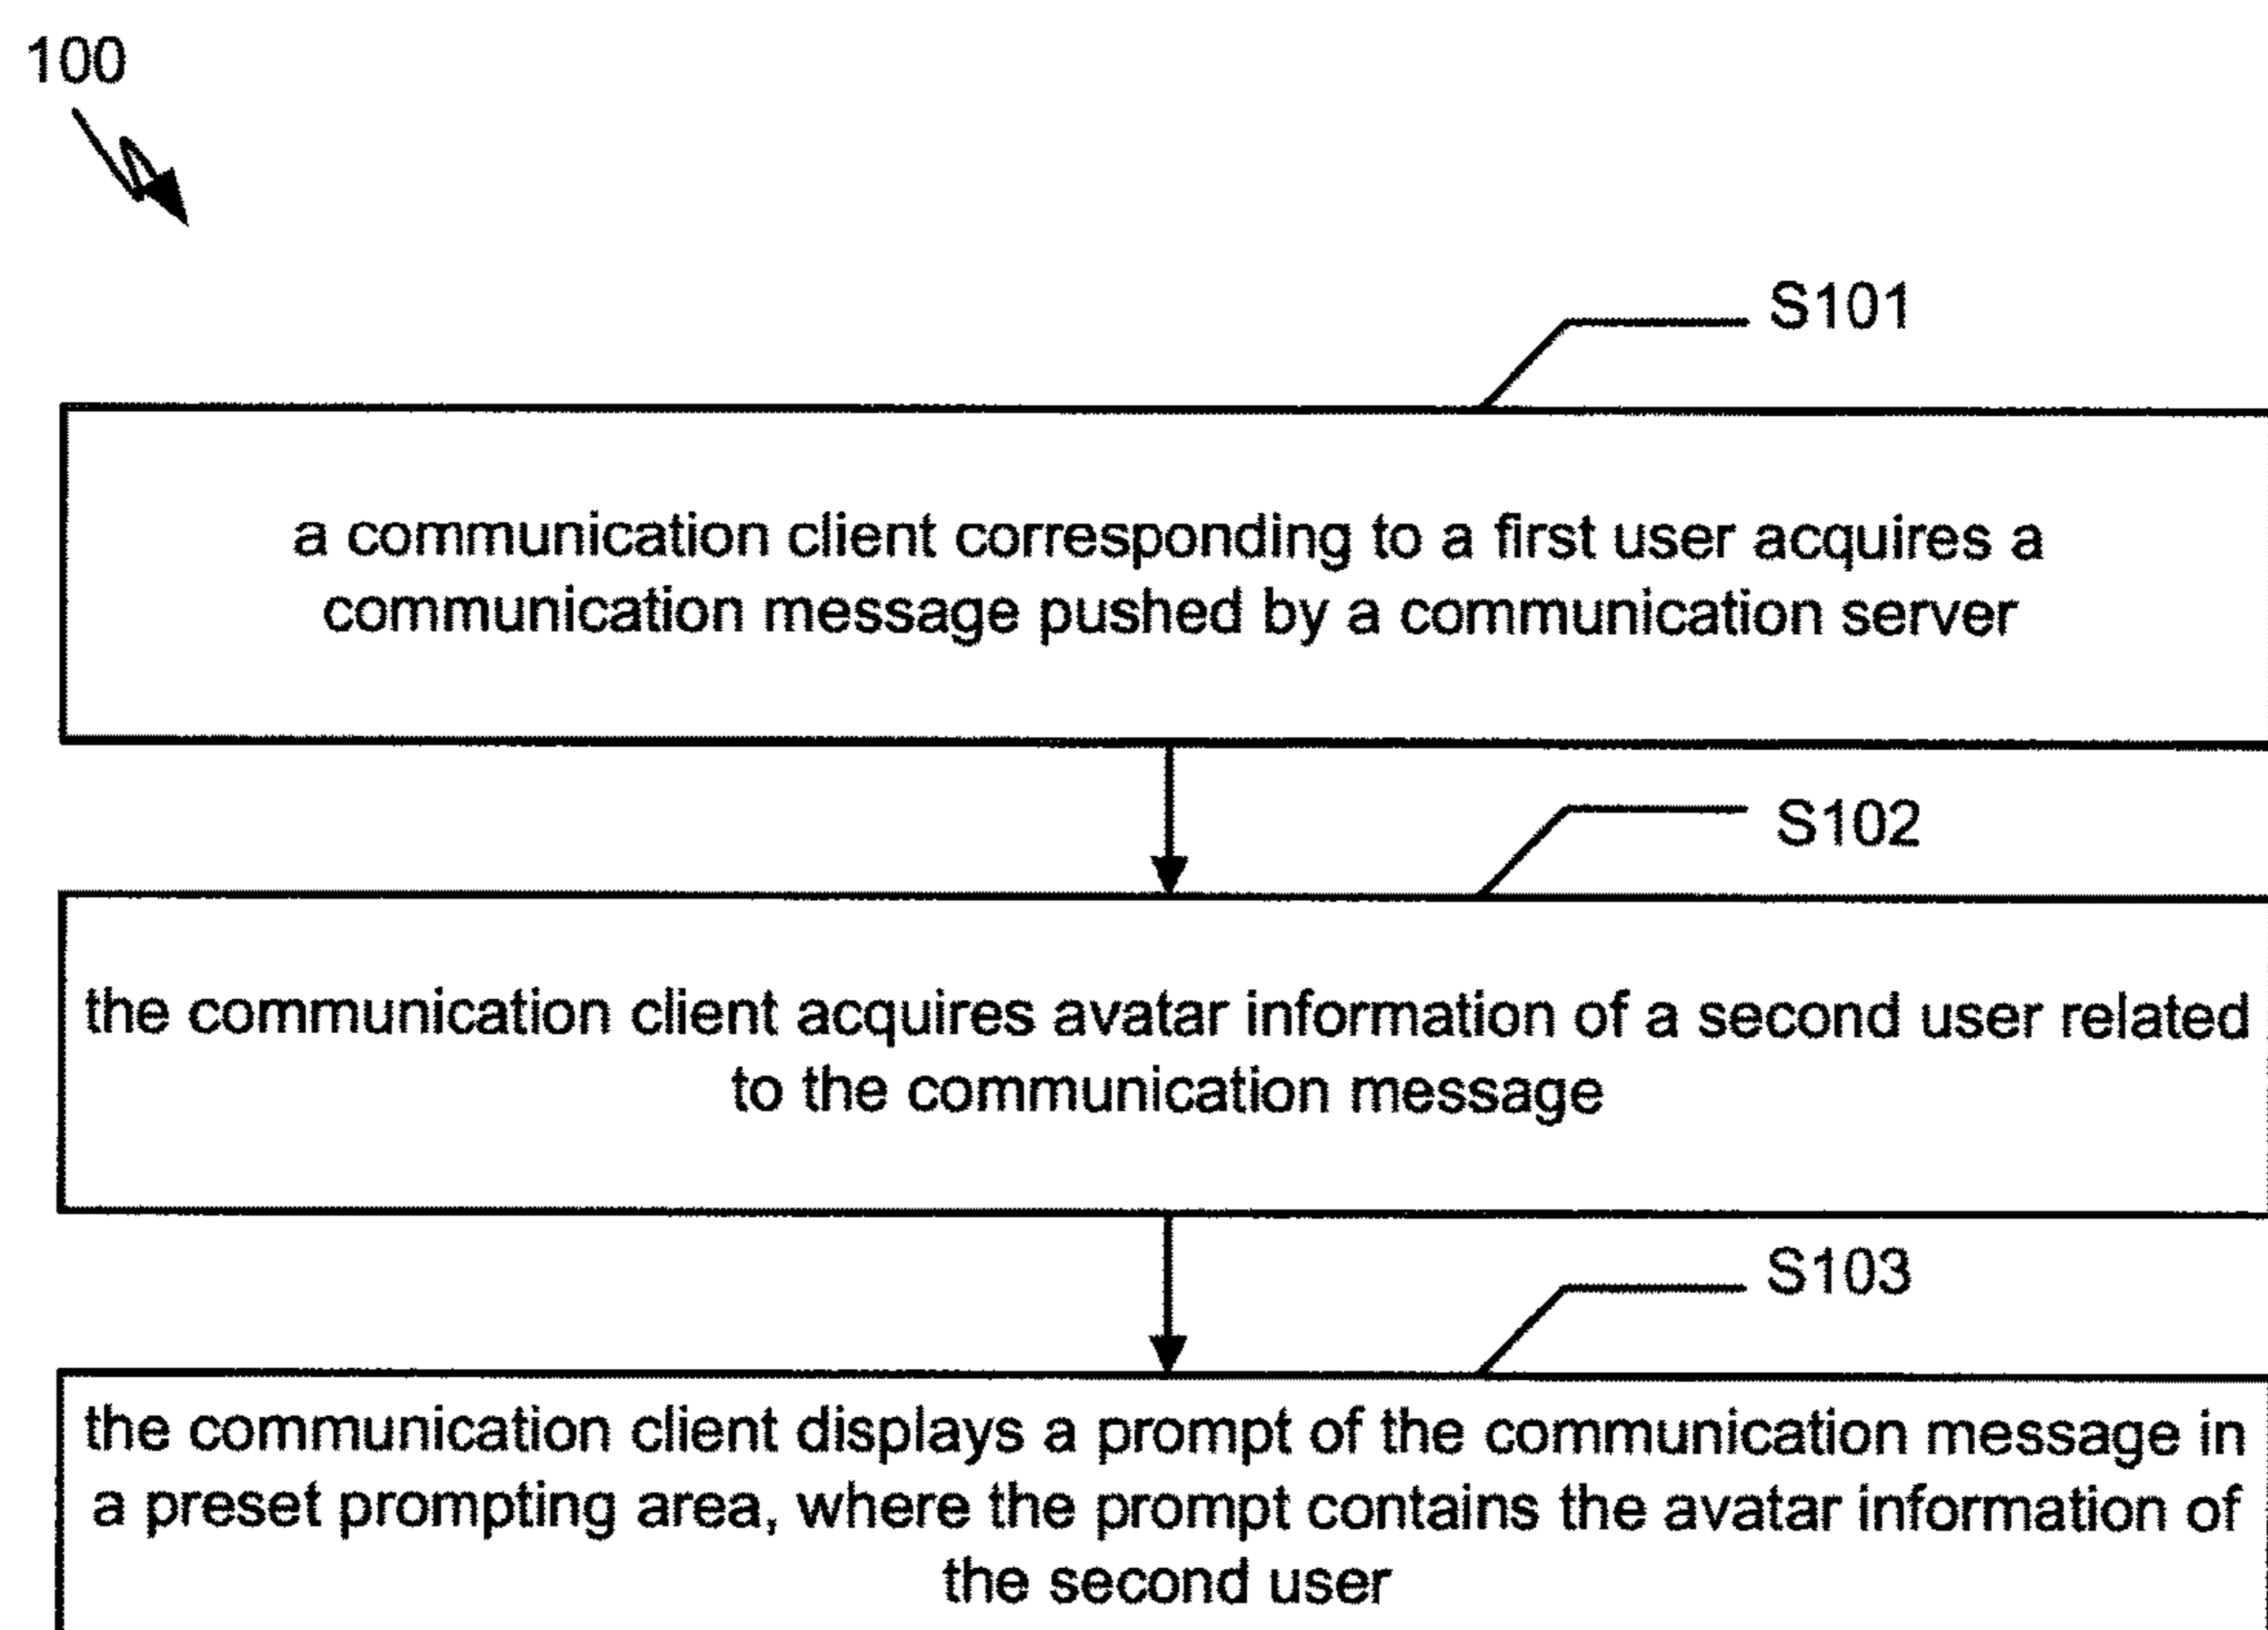 100
S101
a communication client corresponding to a first user acquires a
communication message pushed by a communication server
S102
the communication client acquires avatar information of a second user related
to the communication message
S103
the communication client displays a prompt of the communication message in
a preset prompting area, where the prompt contains the avatar information of
the second user